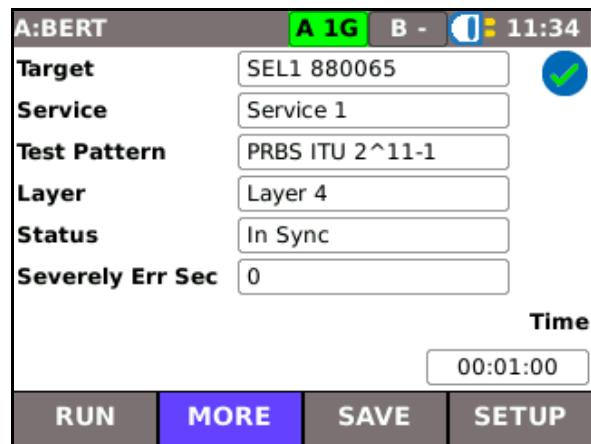 A:BERT A 1G B - 11:34
Target SEL1 880065
Service Service 1
Test Pattern PRBS ITU 2^11-1
Layer Layer 4
Status In Sync
Severely Err Sec 0
Time
00:01:00
RUN MORE SAVE SETUP